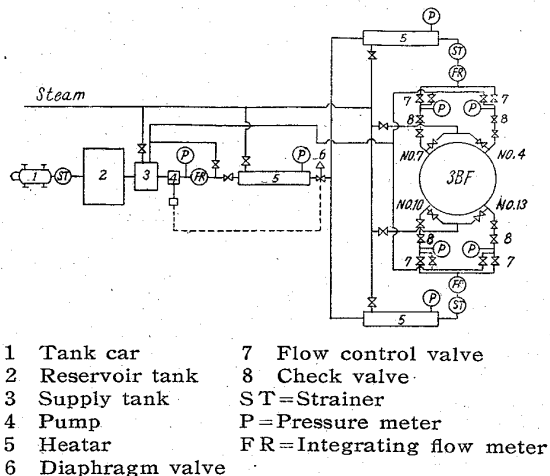 P
5
ST
FR
7
P
P
7
Steam
8
8
6
P
P
NO.7
NO.4
1
ST
2
3
4
FR
5
3BF
NO.10
NO.13
8
P
P
8
7
7
FR
P
5
ST
1 Tank car
2 Reservoir tank
3 Supply tank
4 Pump
5 Heatar
6 Diaphragm valve
7 Flow control valve
8 Check valve
ST=Strainer
P=Pressure meter
FR=Integrating flow meter